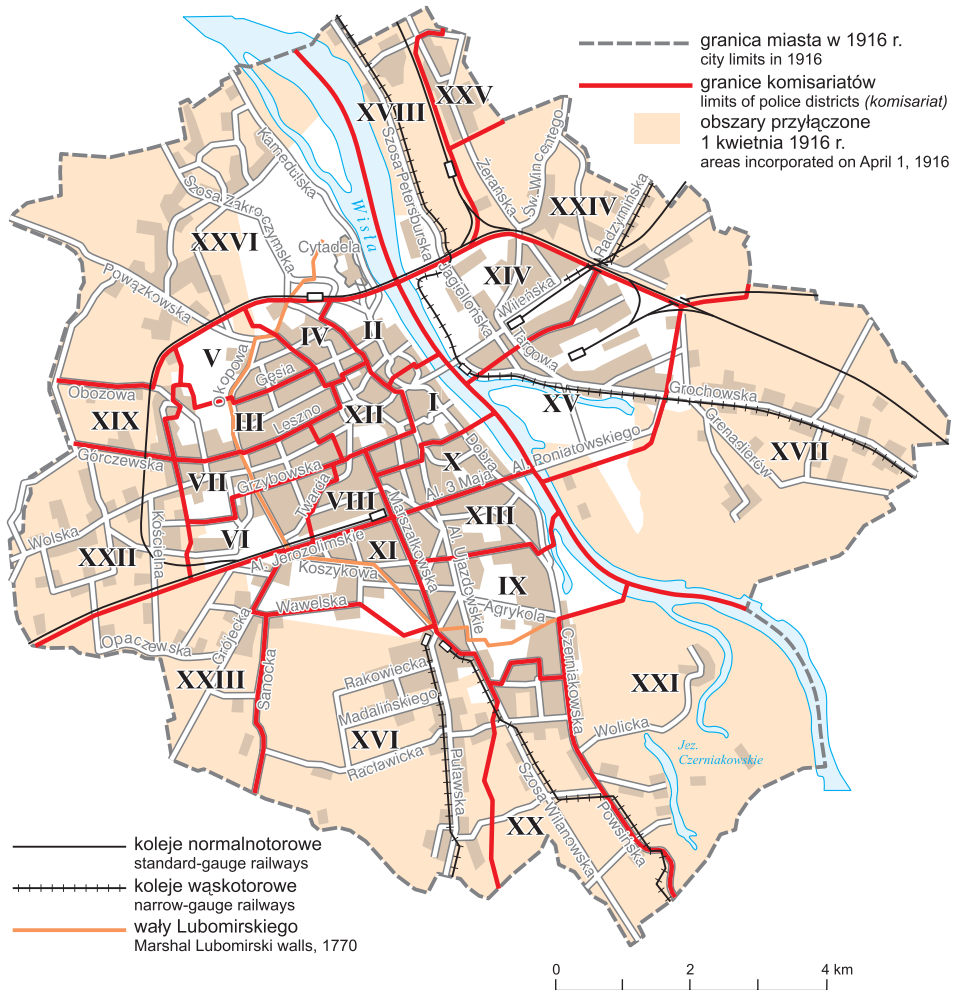 granica miasta w 1916 r.
city limits in 1916
granice komisariatów
limits of police districts (komisariat)
obszary przyłączone
1 kwietnia 1916 r.
areas incorporated on April 1, 1916
XVIII
XXV
Kamedulska
Szosa Petersburska
Żerańska
Św. Wincentego
XXIV
Radzymińska
Szosa Zakroczymska
Wisła
XXVI
Cytadela
Powązkowska
Jagiellońska
XIV
Wileńska
Targowa
IV
II
V
Okopowa
Gęsia
Obozowa
XIX
III
Leszno
XII
I
XV
Grochowska
Grenadierów
XVII
Górczewska
VII
Grzybowska
Dobra
X
Al. Poniatowskiego
Al. 3 Maja
Twarda
VIII
Marszałkowska
XIII
Wolska
XXII
Kościelna
VI
Al. Jerozolimskie
XI
Koszykowa
Al. Ujazdowskie
IX
Agrykola
Wawelska
Opaczewska
Grójecka
XXIII
Sanocka
Rakowiecka
Madalińskiego
XVI
Racławicka
Puławska
Czerniakowska
XXI
Wolicka
Jez.
Czerniakowskie
Szosa Wilanowska
XX
Powsińska
koleje normalnotorowe
standard-gauge railways
koleje wąskotorowe
narrow-gauge railways
wały Lubomirskiego
Marshal Lubomirski walls, 1770
0 2 4 km